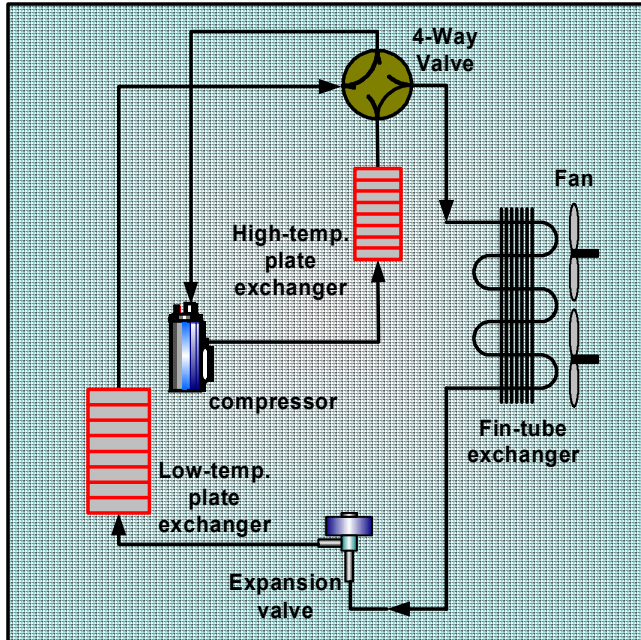 4-Way
Valve
Fan
High-temp.
plate
exchanger
compressor
Fin-tube
exchanger
Low-temp.
plate
exchanger
Expansion
valve